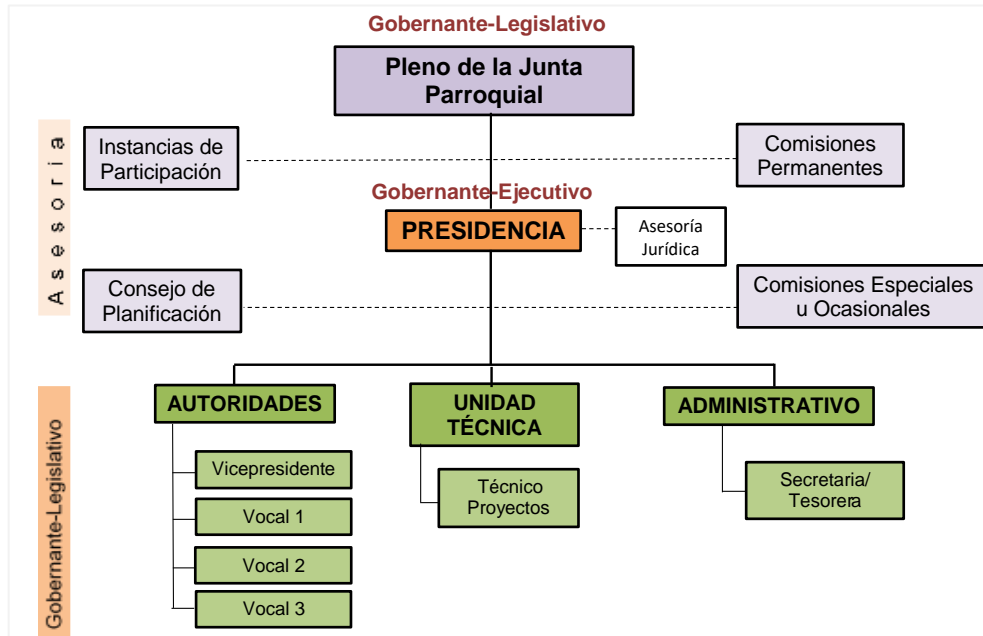 Gobernante-Legislativo
Pleno de la Junta
Parroquial
Asesoria
Instancias de
Participación
Comisiones
Permanentes
Gobernante-Ejecutivo
PRESIDENCIA
Asesoría
Jurídica
Consejo de
Planificación
Comisiones Especiales
u Ocasionales
Gobernante-Legislativo
AUTORIDADES
Vicepresidente
Vocal 1
Vocal 2
Vocal 3
UNIDAD
TÉCNICA
Técnico
Proyectos
ADMINISTRATIVO
Secretaria/
Tesorera